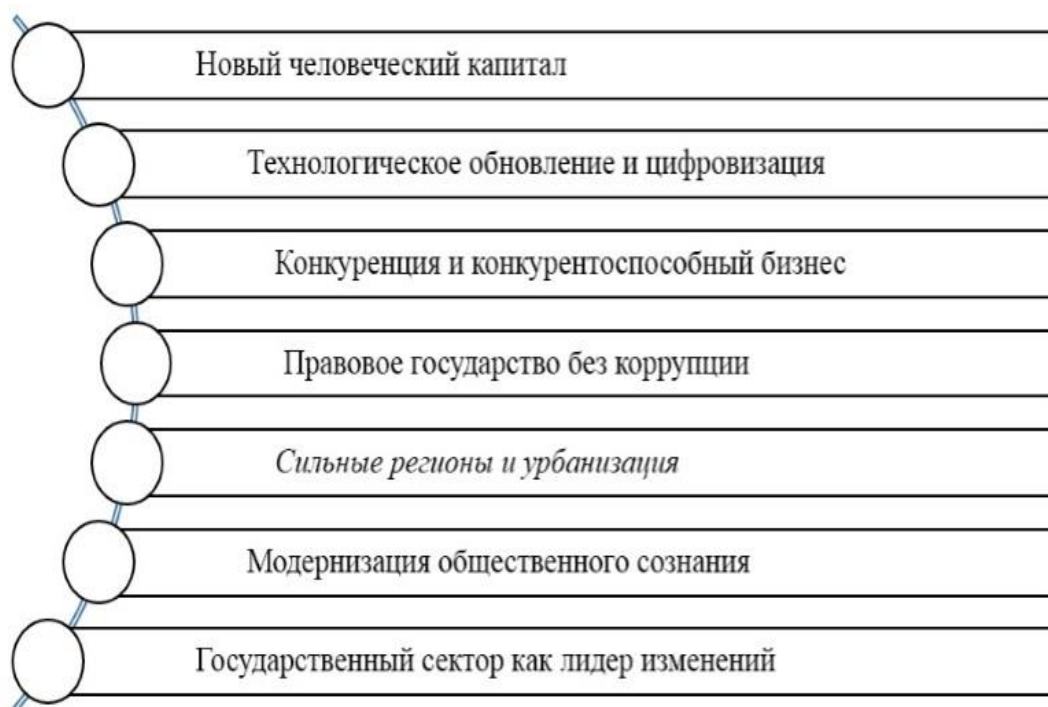 Новый человеческий капитал
Технологическое обновление и цифровизация
Конкуренция и конкурентоспособный бизнес
Правовое государство без коррупции
Сильные регионы и урбанизация
Модернизация общественного сознания
Государственный сектор как лидер изменений